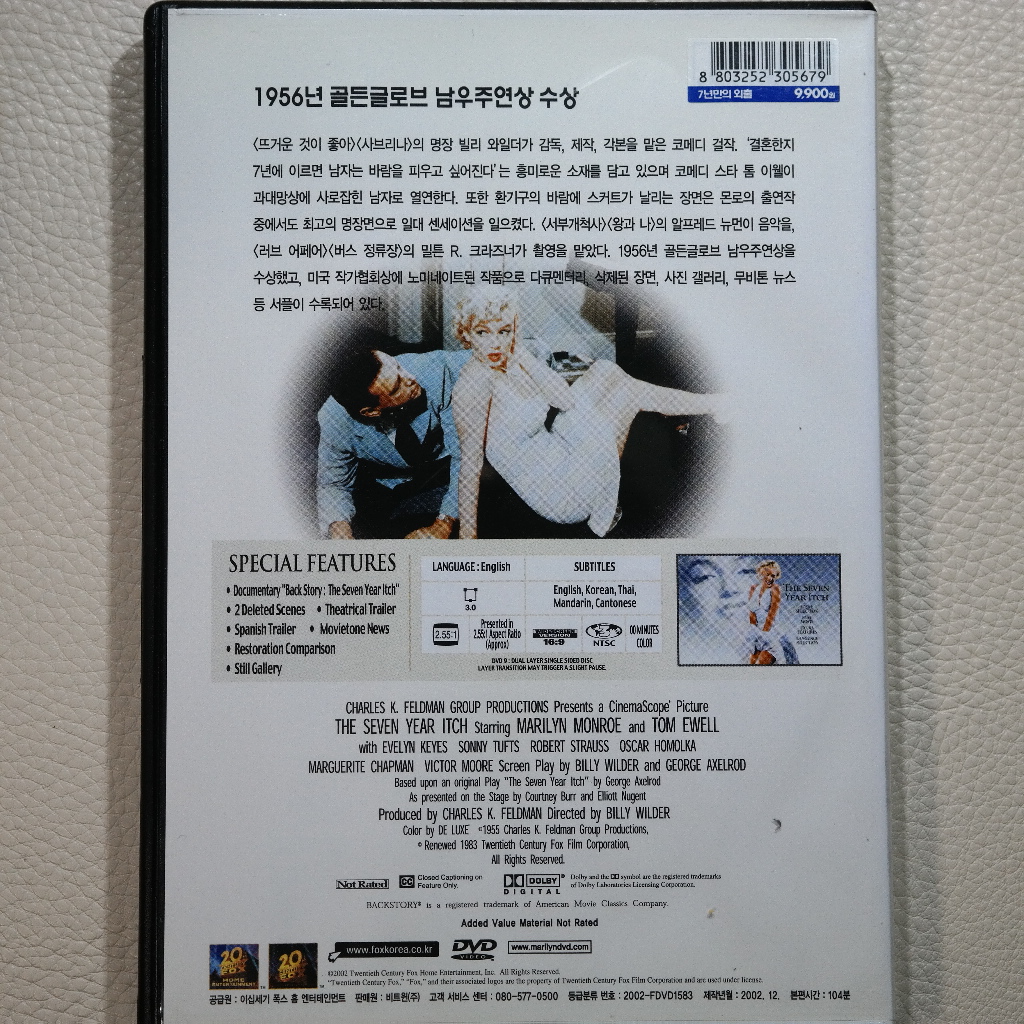 8 803252 305679
7년만의 외출 9,900원
1956년 골든글로브 남우주연상 수상
<뜨거운 것이 좋아><사브리나>의 명장 빌리 와일더가 감독, 제작, 각본을 맡은 코메디 걸작. '결혼한지
7년에 이르면 남자는 바람을 피우고 싶어진다'는 흥미로운 소재를 담고 있으며 코메디 스타 톰 이웰이
과대망상에 사로잡힌 남자로 열연한다. 또한 환기구의 바람에 스커트가 날리는 장면은 몬로의 출연작
중에서도 최고의 명장면으로 일대 센세이션을 일으켰다. <서부개척사><왕과 나>의 알프레드 뉴먼이 음악을,
<러브 어페어><버스 정류장>의 밀튼 R. 크라즈너가 촬영을 맡았다. 1956년 골든글로브 남우주연상을
수상했고, 미국 작가협회상에 노미네이트된 작품으로 다큐멘터리, 삭제된 장면, 사진 갤러리, 무비톤 뉴스
등 서플이 수록되어 있다.
SPECIAL FEATURES
• Documentary "Back Story : The Seven Year Itch"
• 2 Deleted Scenes • Theatrical Trailer
• Spanish Trailer • Movietone News
• Restoration Comparison
• Still Gallery
LANGUAGE : English
SUBTITLES
3.0
English, Korean, Thai,
Mandarin, Cantonese
2.55:1
Presented in
2.55:1 Aspect Ratio
(Approx)
16:9
NTSC
00 MINUTES
COLOR
DVD 9 : DUAL LAYER SINGLE SIDED DISC
LAYER TRANSITION MAY TRIGGER A SLIGHT PAUSE.
THE SEVEN
YEAR ITCH
CHARLES K. FELDMAN GROUP PRODUCTIONS Presents a CinemaScope' Picture
THE SEVEN YEAR ITCH Starring MARILYN MONROE and TOM EWELL
with EVELYN KEYES SONNY TUFTS ROBERT STRAUSS OSCAR HOMOLKA
MARGUERITE CHAPMAN VICTOR MOORE Screen Play by BILLY WILDER and GEORGE AXELROD
Based upon an original Play "The Seven Year Itch" by George Axelrod
As presented on the Stage by Courtney Burr and Elliott Nugent
Produced by CHARLES K. FELDMAN Directed by BILLY WILDER
Color by DE LUXE ©1955 Charles K. Feldman Group Productions,
© Renewed 1983 Twentieth Century Fox Film Corporation,
All Rights Reserved.
Not Rated
CC Closed Captioning on
Feature Only.
DOLBY®
DIGITAL
Dolby and the DD symbol are the registered trademarks
of Dolby Laboratories Licensing Corporation.
BACKSTORY® is a registered trademark of American Movie Classics Company.
Added Value Material Not Rated
20
HOME
ENTERTAINMENT
20
www.foxkorea.co.kr
DVD
VIDEO
www.marilyndvd.com
©2002 Twentieth Century Fox Home Entertainment, Inc. All Rights Reserved.
"Twentieth Century Fox," "Fox," and their associated logos are the property of Twentieth Century Fox Film Corporation and are used under license.
공급원 : 이십세기 폭스 홈 엔터테인먼트 판매원 : 비트윈(주) 고객 서비스 센터 : 080-577-0500 등급분류 번호 : 2002-FDVD1583 제작년월 : 2002. 12. 본편시간 : 104분